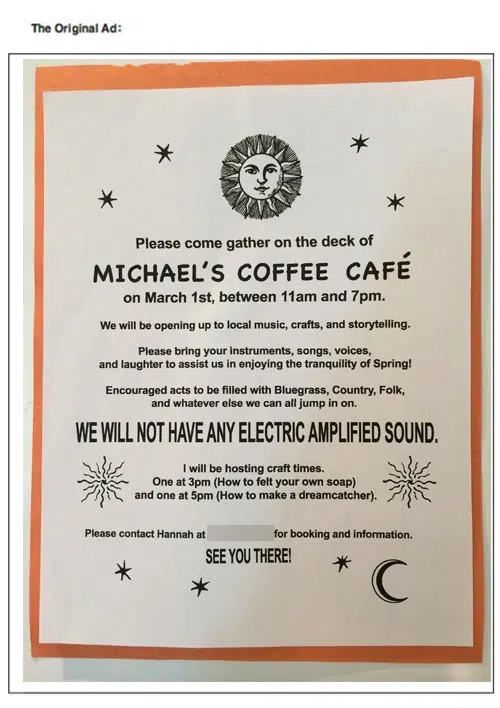 The Original Ad:
Please come gather on the deck of
MICHAEL'S COFFEE CAFÉ
on March 1st, between 11am and 7pm.
We will be opening up to local music, crafts, and storytelling.
Please bring your instruments, songs, voices,
and laughter to assist us in enjoying the tranquility of Spring!
Encouraged acts to be filled with Bluegrass, Country, Folk,
and whatever else we can all jump in on.
WE WILL NOT HAVE ANY ELECTRIC AMPLIFIED SOUND.
I will be hosting craft times.
One at 3pm (How to felt your own soap)
and one at 5pm (How to make a dreamcatcher).
Please contact Hannah at for booking and information.
SEE YOU THERE!